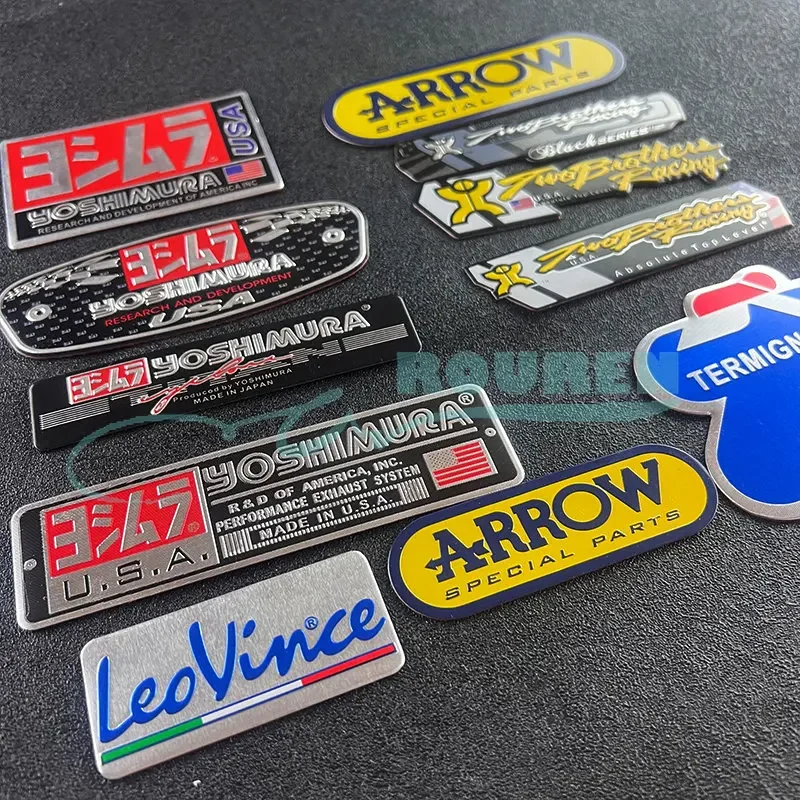 ヨシムラ
USA
YOSHIMURA
RESEARCH AND DEVELOPMENT OF AMERICA INC
ヨシムラ
YOSHIMURA
RESEARCH AND DEVELOPMENT
USA
ヨシムラ YOSHIMURA®
Produced by YOSHIMURA
MADE IN JAPAN
ヨシムラ®
U.S.A.
YOSHIMURA®
R & D OF AMERICA, INC.
PERFORMANCE EXHAUST SYSTEM
MADE IN U.S.A.
LeoVince®
ARROW
SPECIAL PARTS
Two Brothers Racing
Black SERIES
Two Brothers Racing
USA
Two Brothers Racing
USA
Absolute Top Level
TERMIGN
ARROW
SPECIAL PARTS
ROUREN